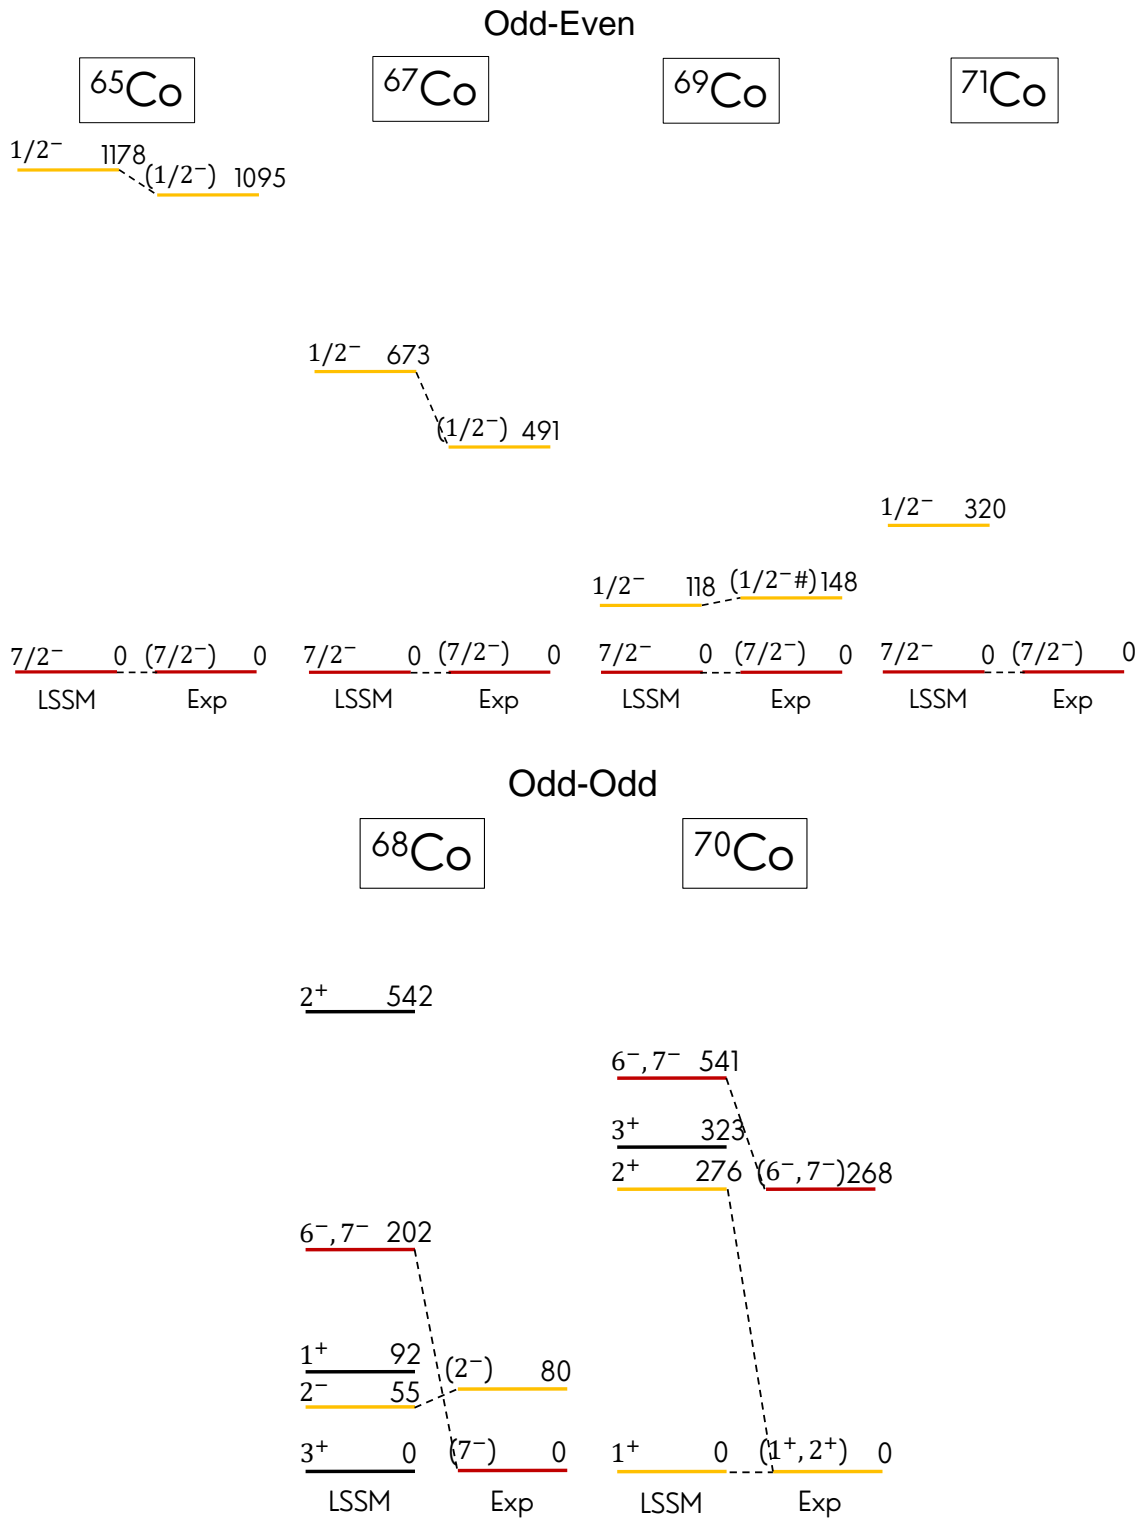 Odd-Even
⁶⁵Co ⁶⁷Co ⁶⁹Co ⁷¹Co
1/2⁻ 1178 (1/2⁻) 1095
1/2⁻ 673
(1/2⁻) 491
1/2⁻ 320
1/2⁻ 118 (1/2⁻#) 148
7/2⁻ 0 (7/2⁻) 0 7/2⁻ 0 (7/2⁻) 0 7/2⁻ 0 (7/2⁻) 0 7/2⁻ 0 (7/2⁻) 0
LSSM Exp LSSM Exp LSSM Exp LSSM Exp
Odd-Odd
⁶⁸Co ⁷⁰Co
2⁺ 542
6⁻, 7⁻ 541
3⁺ 323
2⁺ 276 (6⁻, 7⁻) 268
6⁻, 7⁻ 202
1⁺ 92
(2⁻) 80
2⁻ 55
3⁺ 0 (7⁻) 0 1⁺ 0 (1⁺, 2⁺) 0
LSSM Exp LSSM Exp